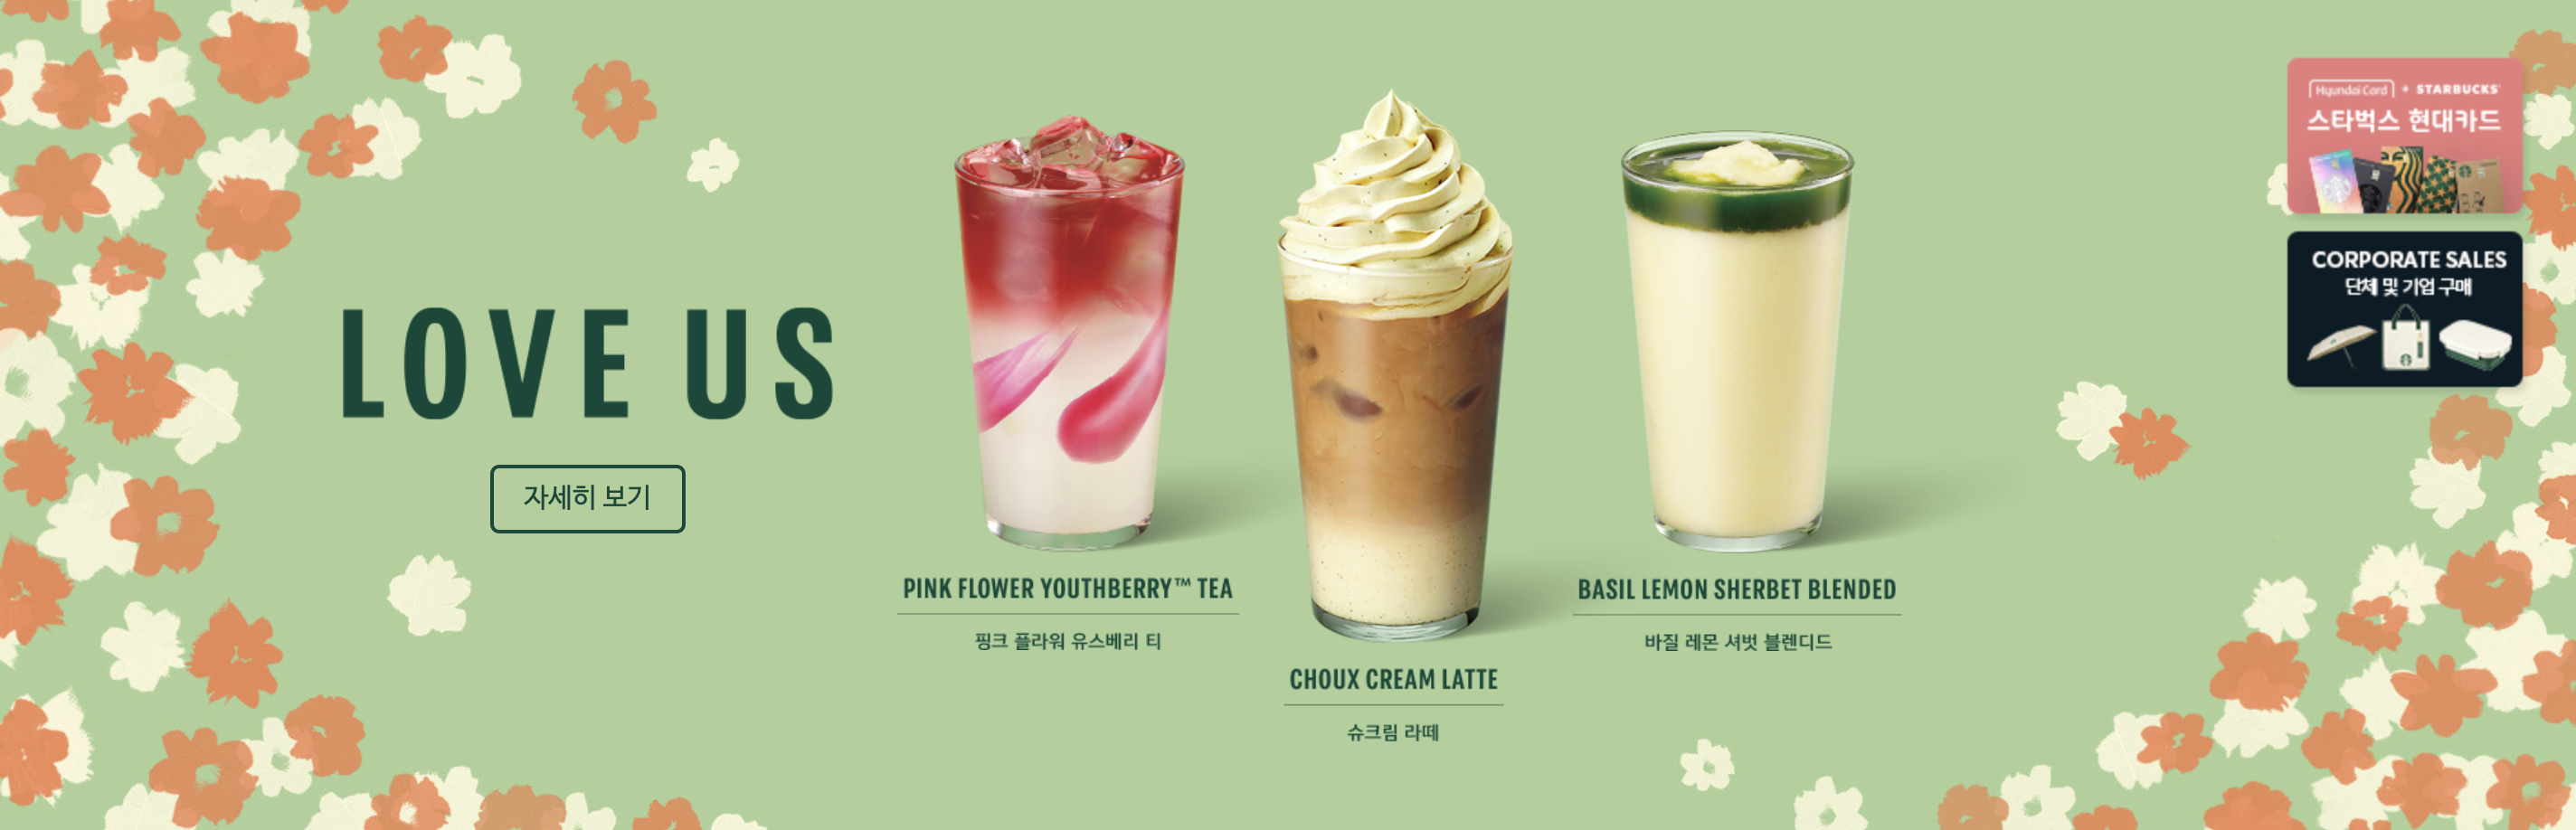 LOVE US
자세히 보기
PINK FLOWER YOUTHBERRY™ TEA
핑크 플라워 유스베리 티
CHOUX CREAM LATTE
슈크림 라떼
BASIL LEMON SHERBET BLENDED
바질 레몬 셔벗 블렌디드
Hyundai Card + STARBUCKS
스타벅스 현대카드
CORPORATE SALES
단체 및 기업 구매